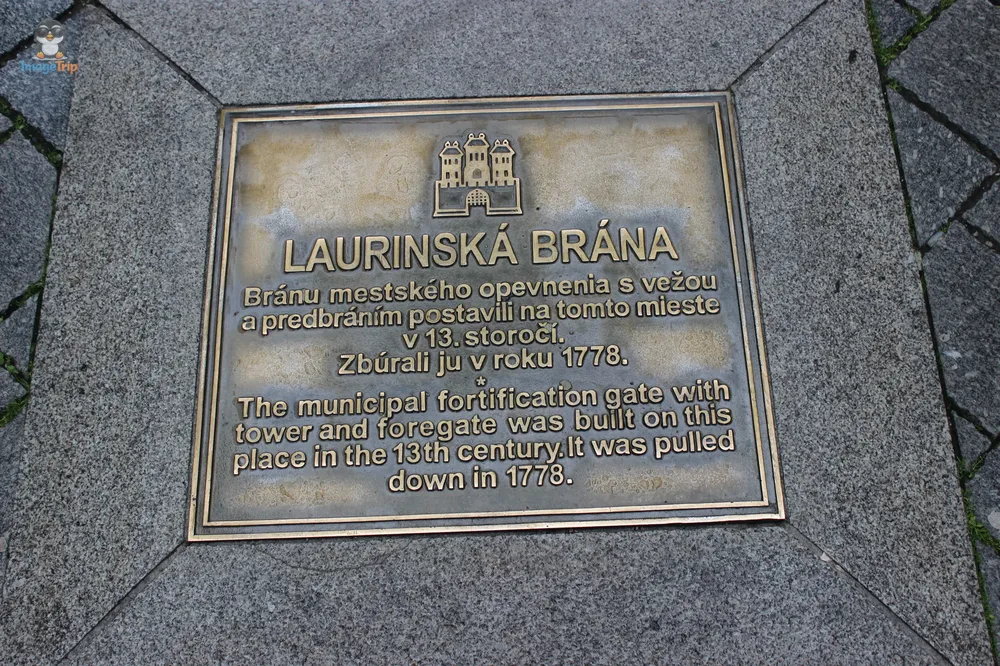 ImageTrip
LAURINSKÁ BRÁNA
Bránu mestského opevnenia s vežou
a predbráním postavili na tomto mieste
v 13. storočí.
Zbúrali ju v roku 1778.
*
The municipal fortification gate with
tower and foregate was built on this
place in the 13th century. It was pulled
down in 1778.